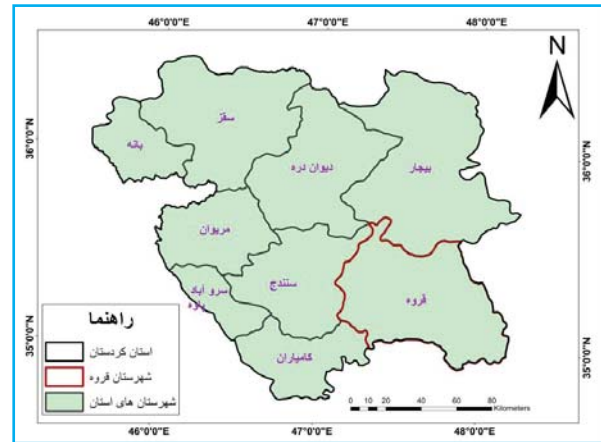 46°0'0"E
47°0'0"E
48°0'0"E
N
36°0'0"N
36°0'0"N
سقز
بانه
دیوان دره
بیجار
مریوان
سنندج
سرو آباد
پاوه
قروه
کامیاران
35°0'0"N
35°0'0"N
راهنما
استان کردستان
شهرستان قروه
شهرستان های استان
0 5 10 20 40 60 80
Kilometers
46°0'0"E
47°0'0"E
48°0'0"E